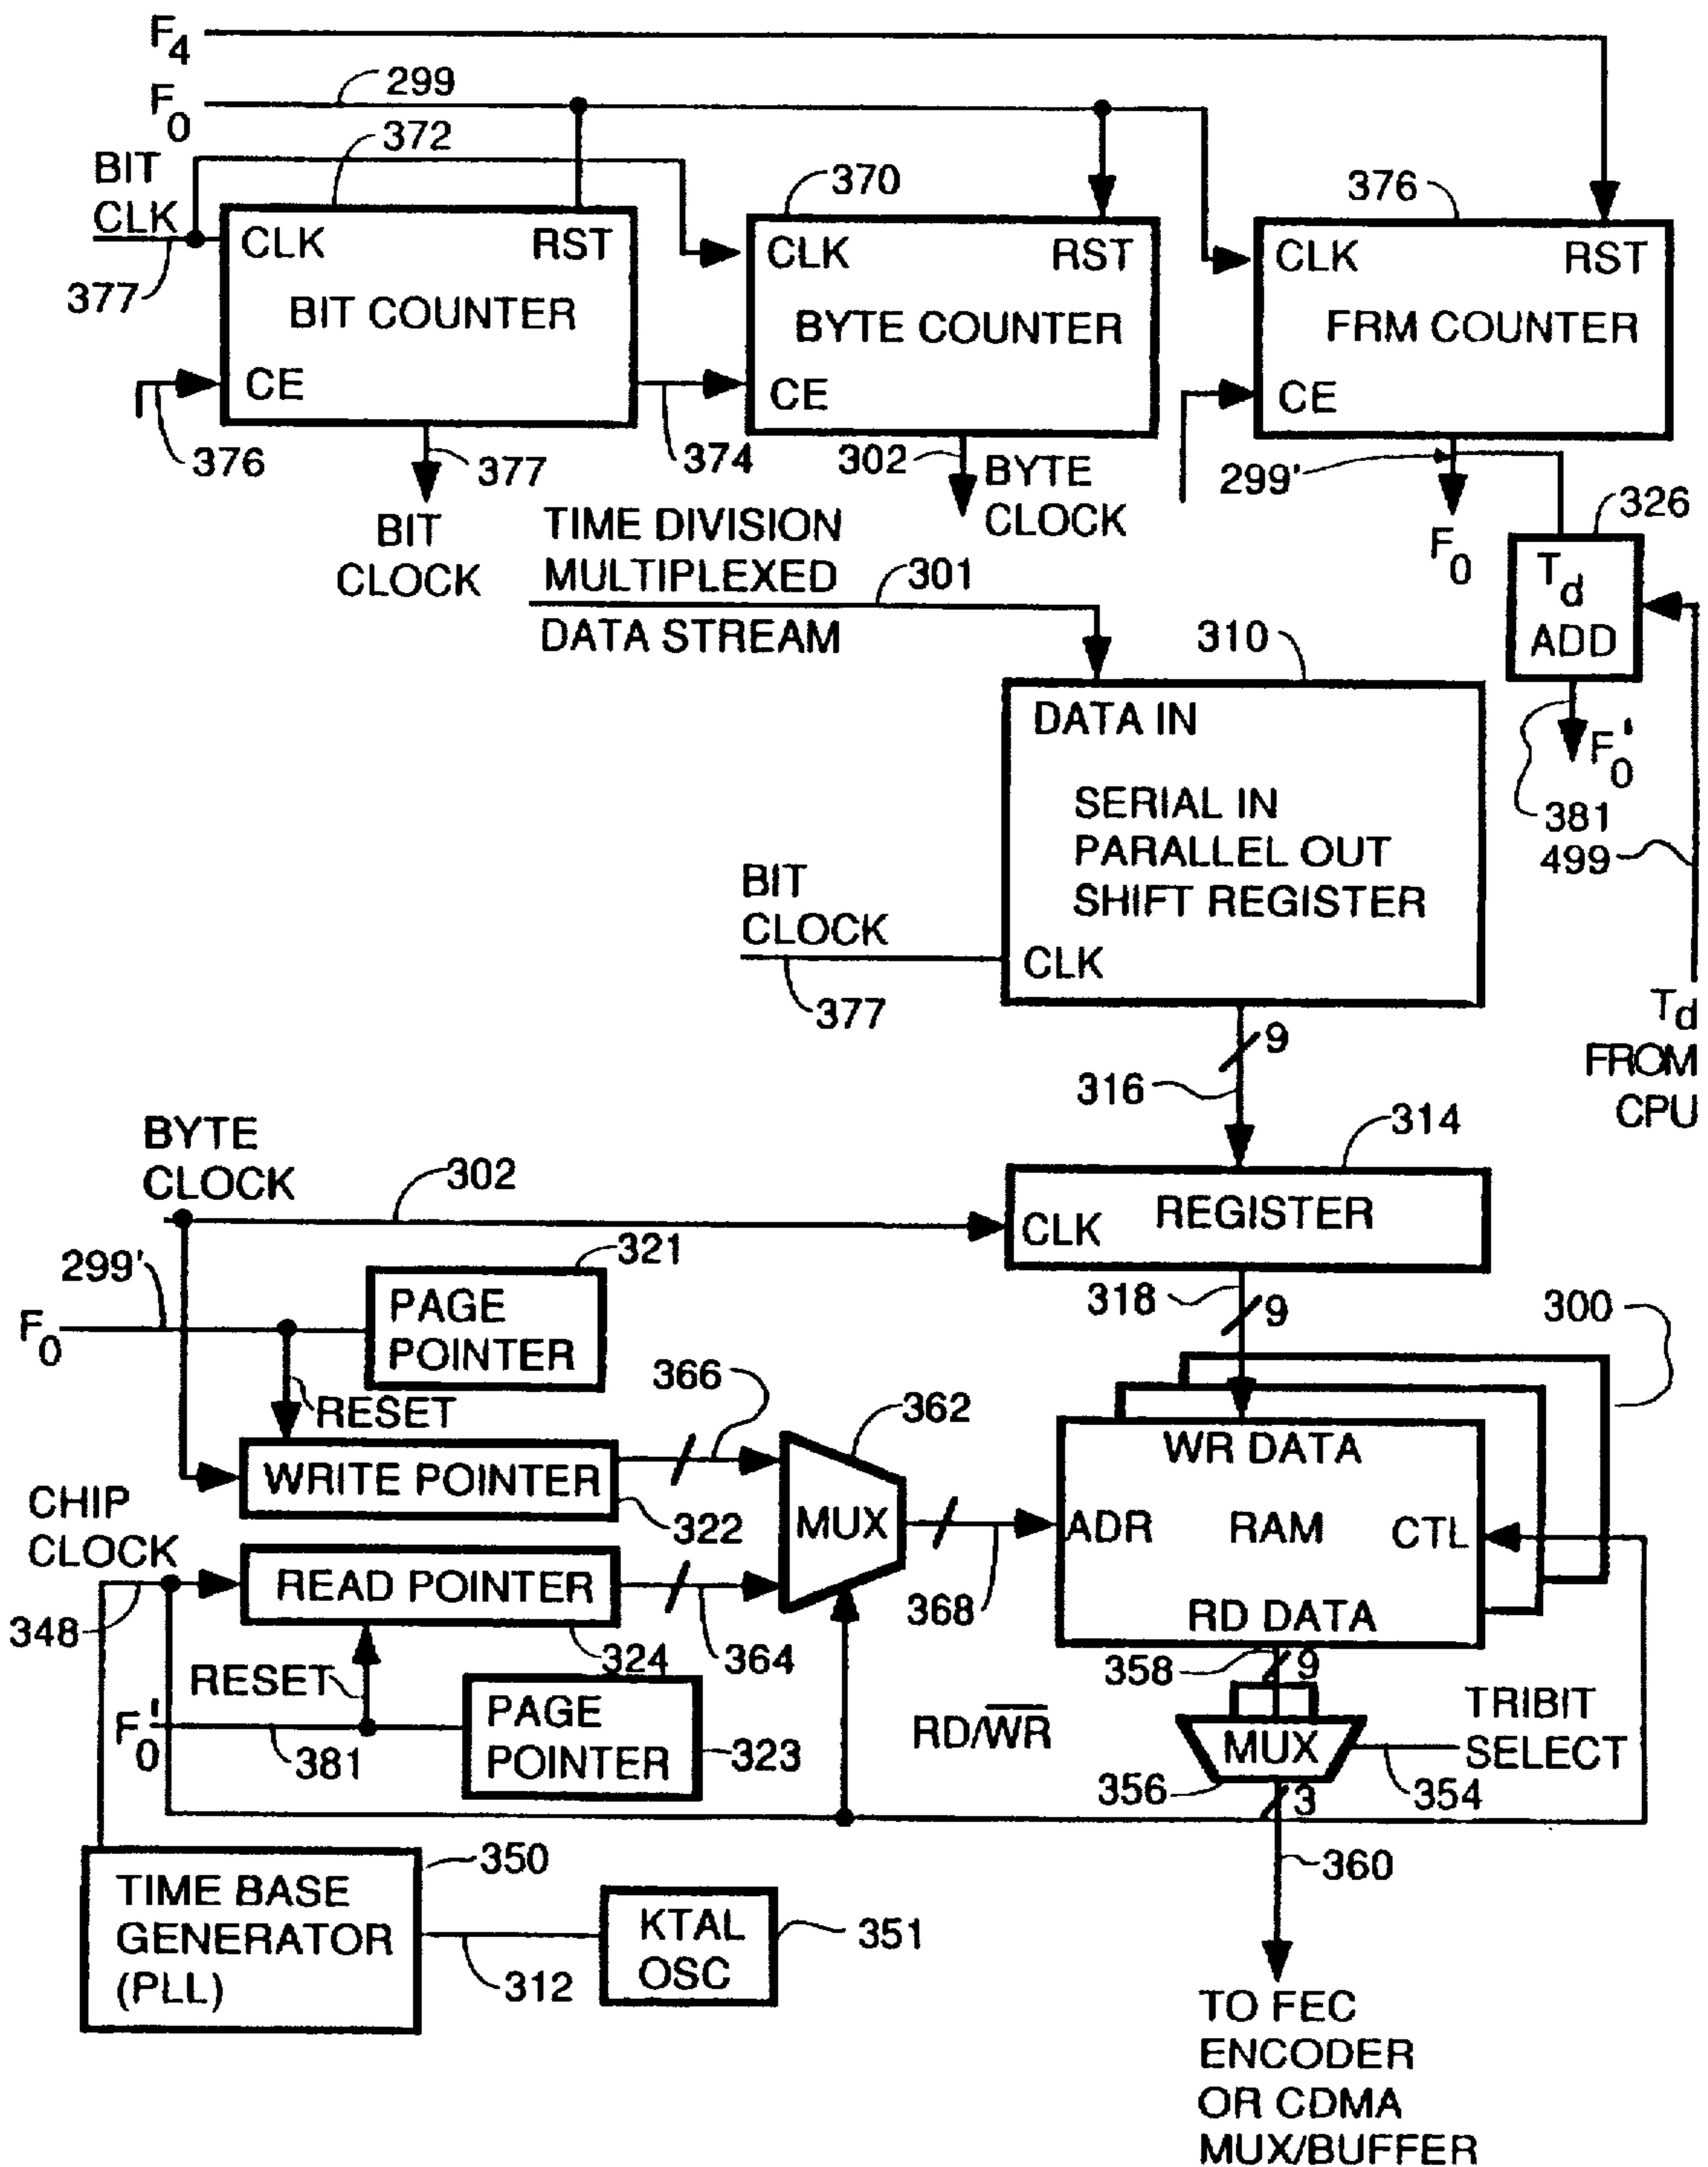 F4
F0
299
372
BIT
CLK
370
376
CLK
RST
CLK
RST
CLK
RST
377
BIT COUNTER
BYTE COUNTER
FRM COUNTER
CE
CE
CE
376
377
374
302
BYTE
CLOCK
299'
326
BIT
CLOCK
F0
TIME DIVISION
MULTIPLEXED
DATA STREAM
301
Td
ADD
310
DATA IN
F0'
381
499
SERIAL IN
PARALLEL OUT
SHIFT REGISTER
BIT
CLOCK
CLK
377
Td
FROM
CPU
9
316
BYTE
CLOCK
302
314
REGISTER
CLK
299'
321
F0
PAGE
POINTER
318
9
300
RESET
366
362
WRITE POINTER
WR DATA
CHIP
CLOCK
322
MUX
ADR
RAM
CTL
READ POINTER
348
324
364
368
RD DATA
358
9
RESET
F0'
381
PAGE
POINTER
323
RD/WR
TRIBIT
SELECT
MUX
356
354
3
350
360
TIME BASE
GENERATOR
(PLL)
312
KTAL
OSC
351
TO FEC
ENCODER
OR CDMA
MUX/BUFFER